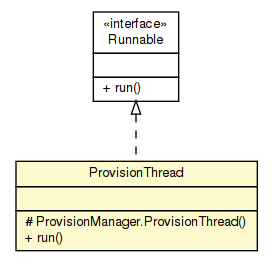 «interface»
Runnable
+ run()
ProvisionThread
# ProvisionManager.ProvisionThread()
+ run()